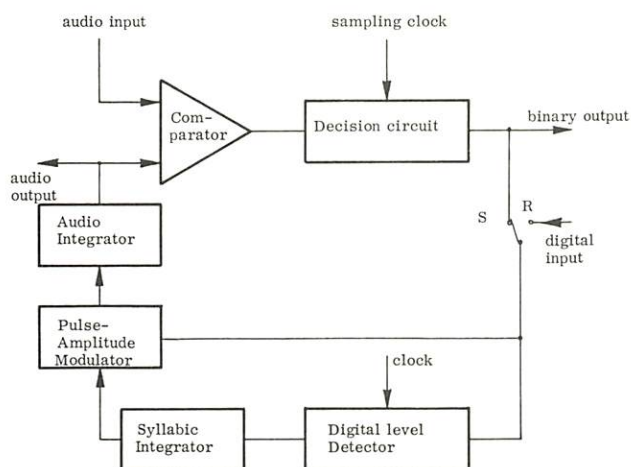 audio input
sampling clock
Com-
parator
Decision circuit
binary output
audio
output
S
R
digital
input
Audio
Integrator
Pulse-
Amplitude
Modulator
clock
Syllabic
Integrator
Digital level
Detector